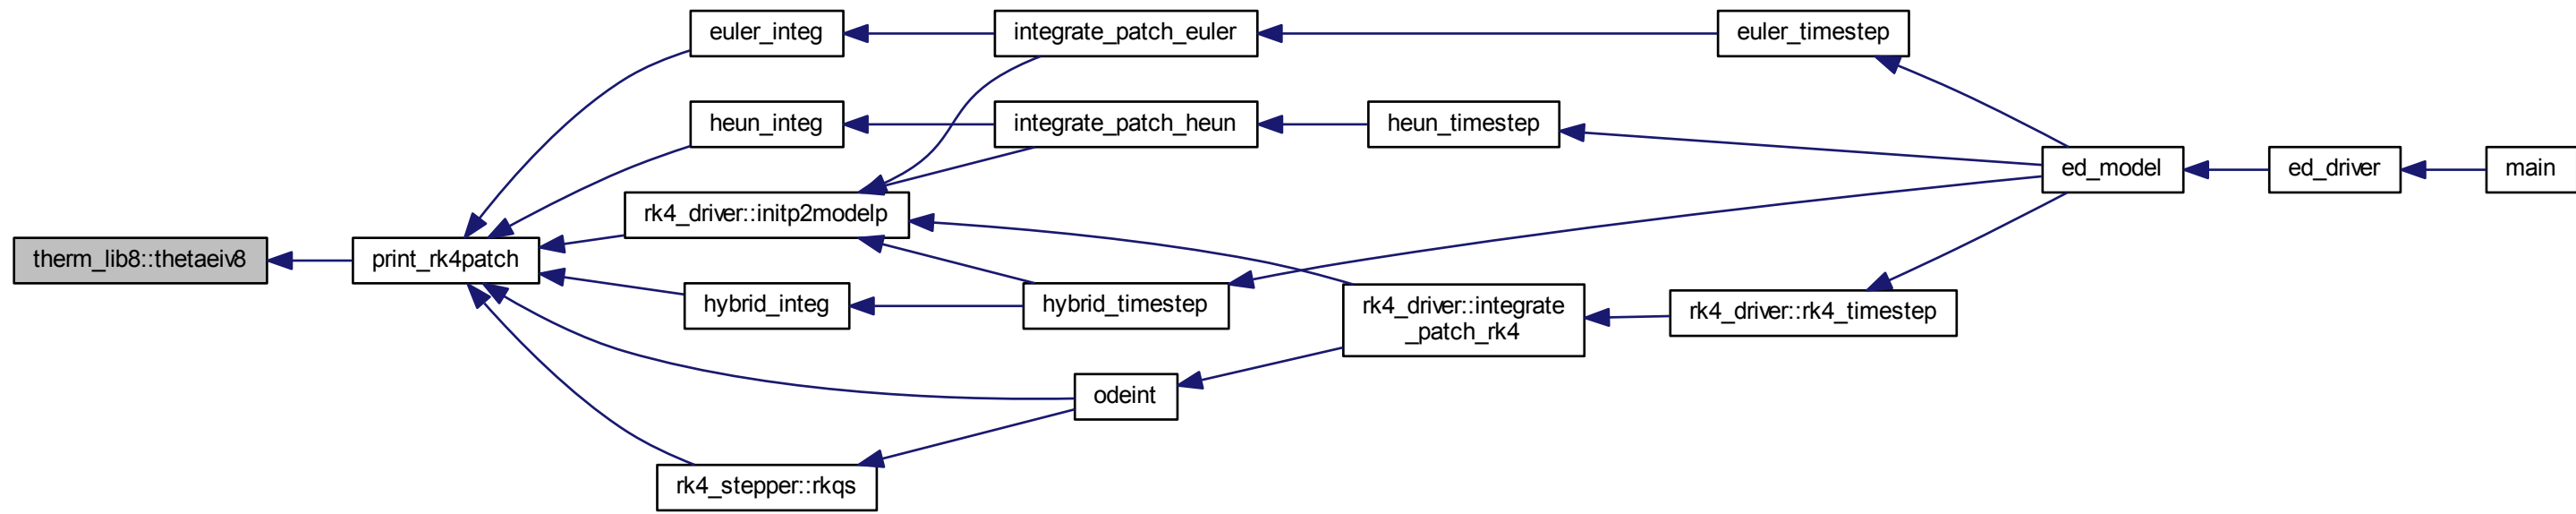 euler_integ
integrate_patch_euler
euler_timestep
heun_integ
integrate_patch_heun
heun_timestep
ed_model
ed_driver
main
rk4_driver::initp2modelp
therm_lib8::thetaeiv8
print_rk4patch
hybrid_integ
hybrid_timestep
rk4_driver::integrate
_patch_rk4
rk4_driver::rk4_timestep
odeint
rk4_stepper::rkqs